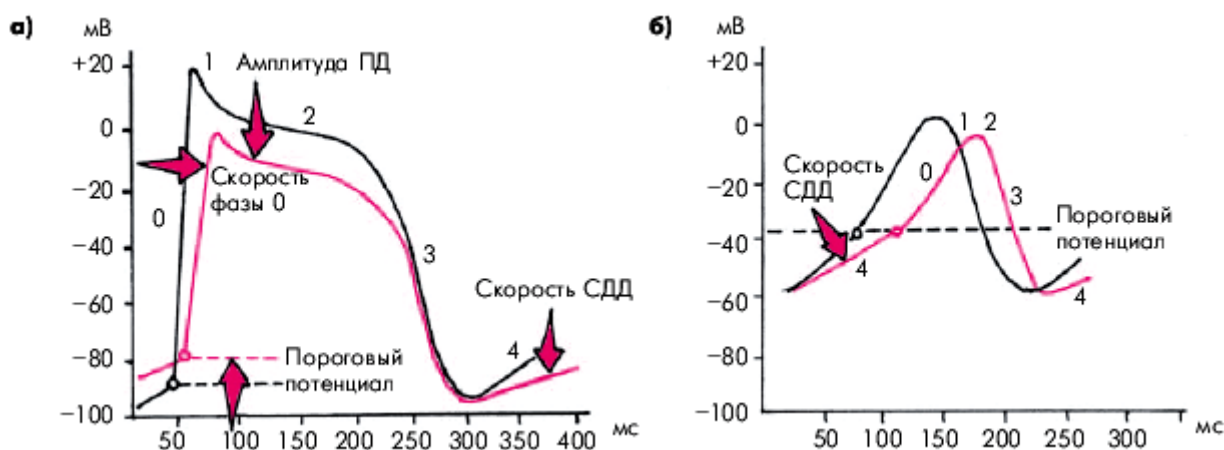 а)
мВ
+20
0
−20
−40
−60
−80
−100
50
100
150
200
250
300
350
400
мс
0
1
2
3
4
Амплитуда ПД
Скорость
фазы 0
Скорость СДД
Пороговый
потенциал
б)
мВ
+20
0
−20
−40
−60
−80
−100
50
100
150
200
250
300
мс
0
1
2
3
4
4
Скорость
СДД
Пороговый
потенциал